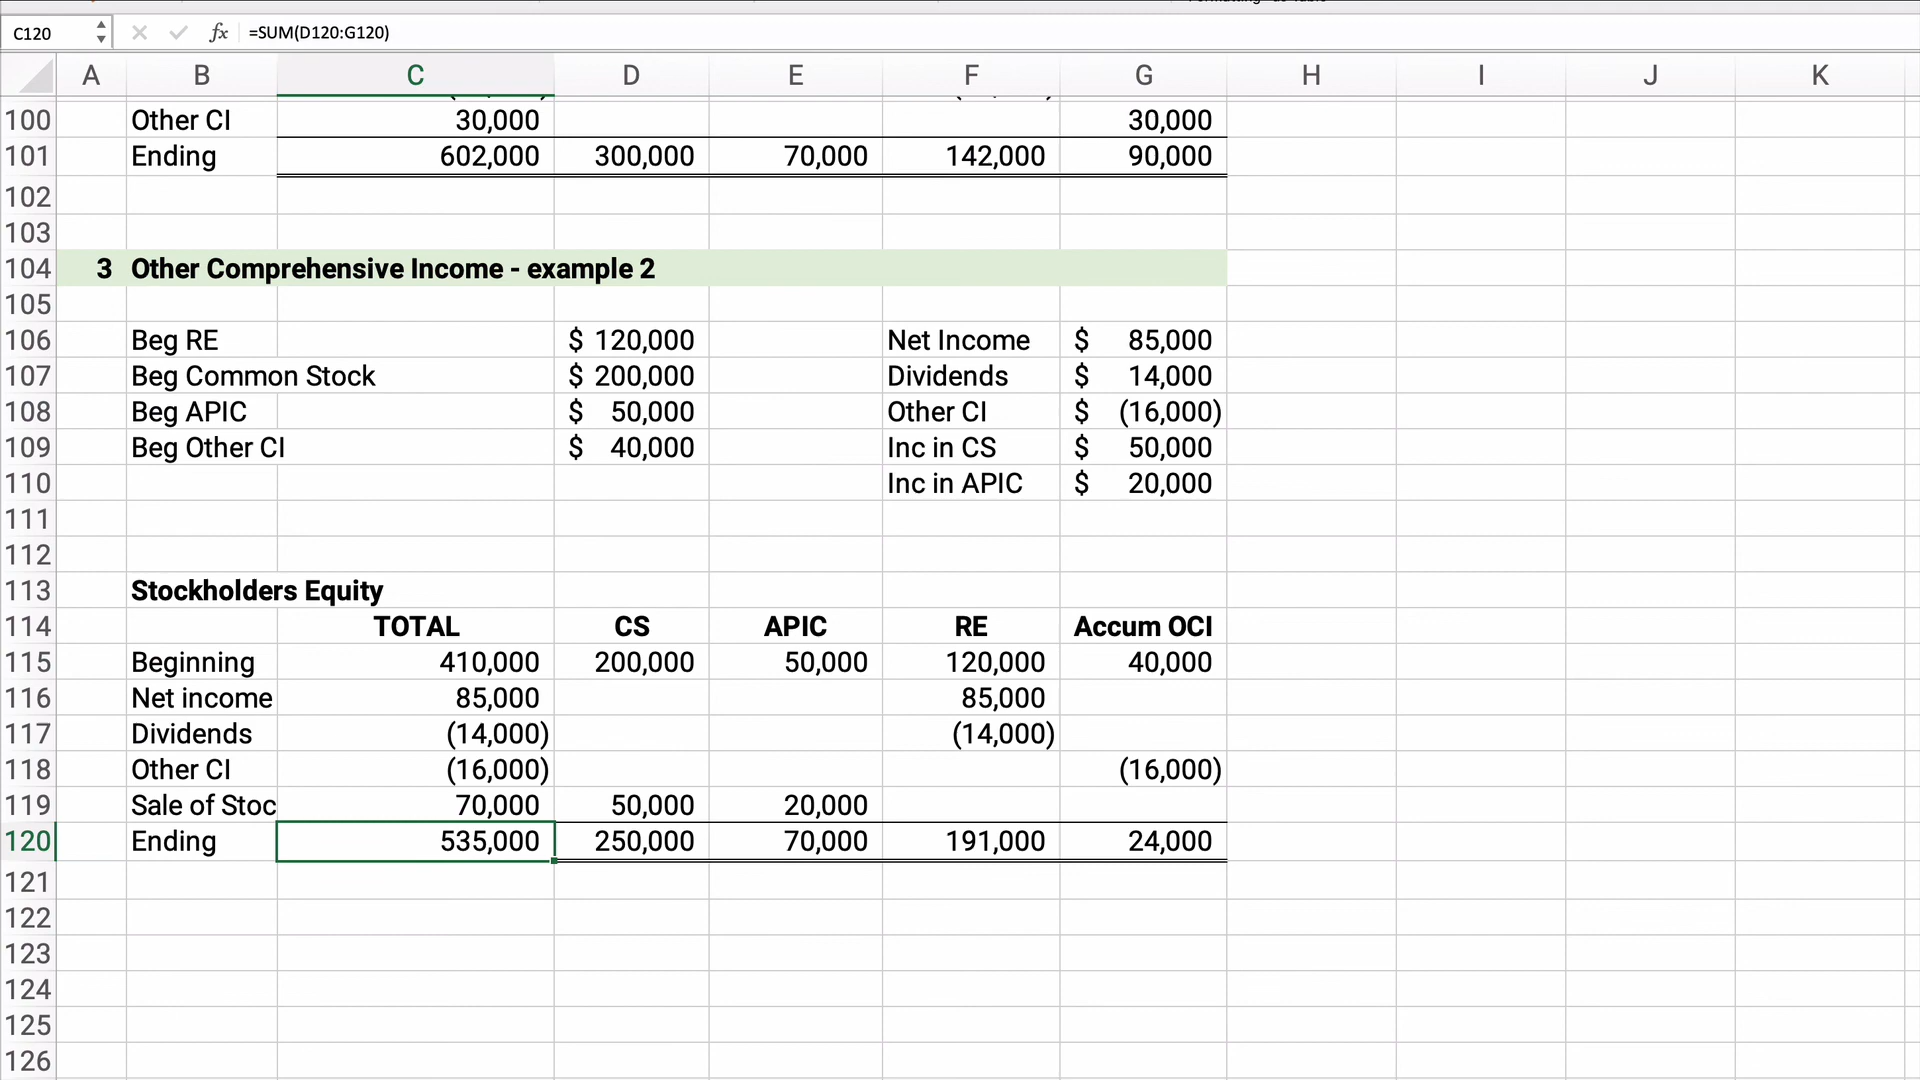 C120 fx =SUM(D120:G120)
A B C D E F G H I J K
100 Other CI 30,000 30,000
101 Ending 602,000 300,000 70,000 142,000 90,000
102
103
104 3 Other Comprehensive Income - example 2
105
106 Beg RE $ 120,000 Net Income $ 85,000
107 Beg Common Stock $ 200,000 Dividends $ 14,000
108 Beg APIC $ 50,000 Other CI $ (16,000)
109 Beg Other CI $ 40,000 Inc in CS $ 50,000
110 Inc in APIC $ 20,000
111
112
113 Stockholders Equity
114 TOTAL CS APIC RE Accum OCI
115 Beginning 410,000 200,000 50,000 120,000 40,000
116 Net income 85,000 85,000
117 Dividends (14,000) (14,000)
118 Other CI (16,000) (16,000)
119 Sale of Stoc 70,000 50,000 20,000
120 Ending 535,000 250,000 70,000 191,000 24,000
121
122
123
124
125
126